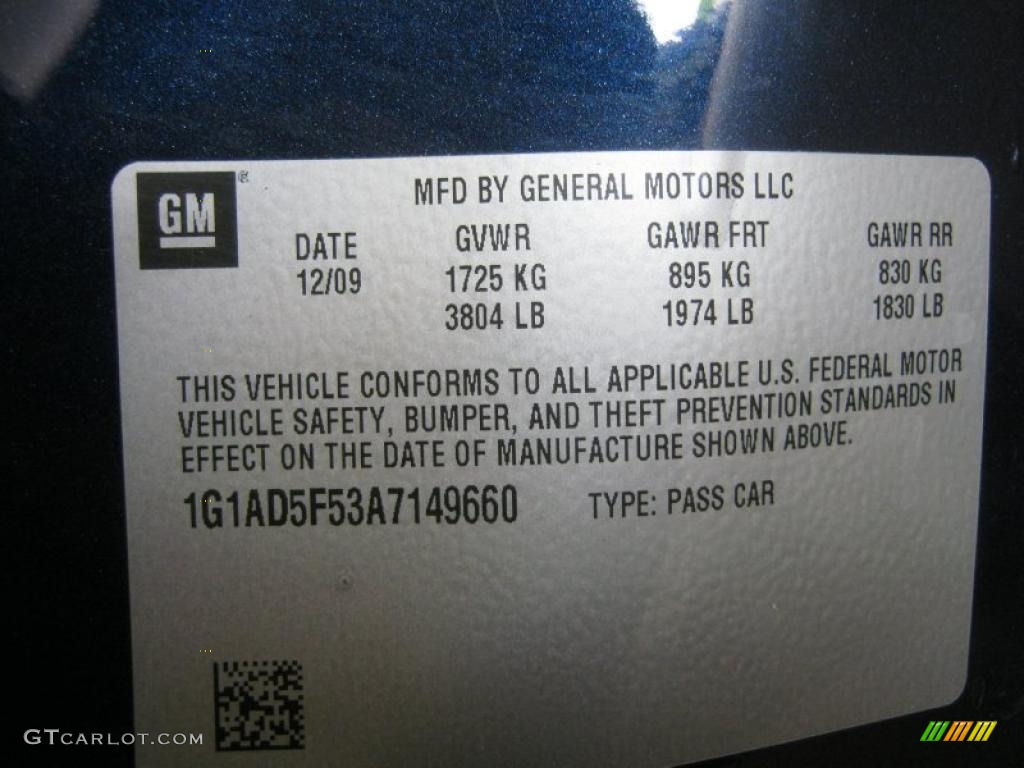 GM
MFD BY GENERAL MOTORS LLC
DATE GVWR GAWR FRT GAWR RR
12/09 1725 KG 895 KG 830 KG
3804 LB 1974 LB 1830 LB
THIS VEHICLE CONFORMS TO ALL APPLICABLE U.S. FEDERAL MOTOR
VEHICLE SAFETY, BUMPER, AND THEFT PREVENTION STANDARDS IN
EFFECT ON THE DATE OF MANUFACTURE SHOWN ABOVE.
1G1AD5F53A7149660 TYPE: PASS CAR
GTCARLOT.COM